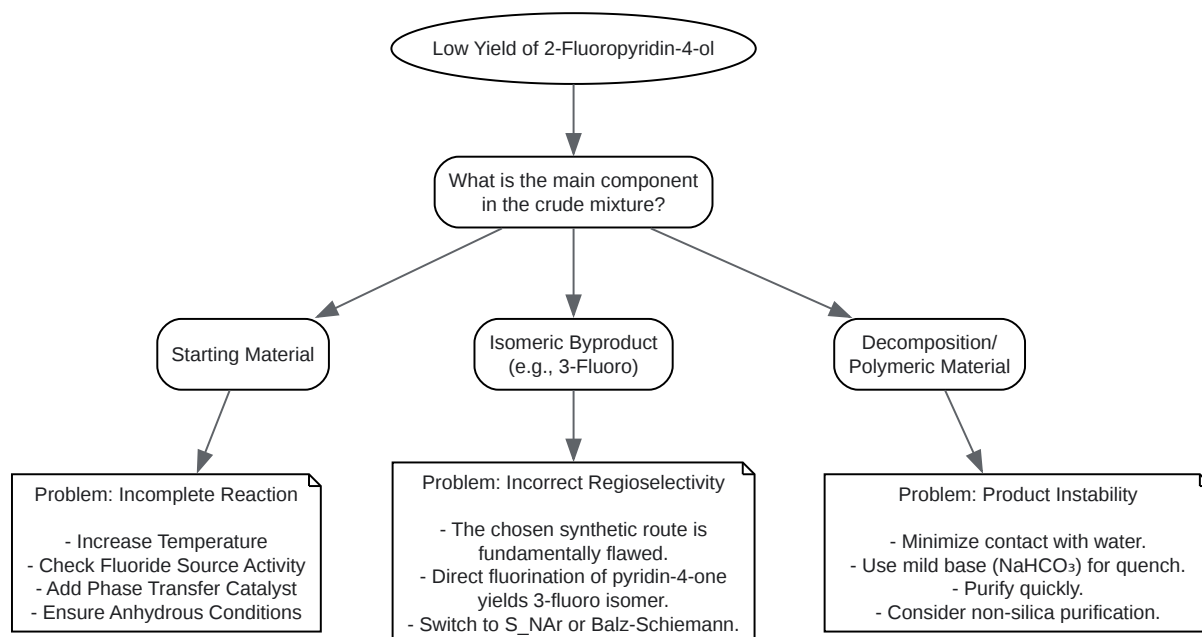 Low Yield of 2-Fluoropyridin-4-ol
What is the main component
in the crude mixture?
Starting Material
Isomeric Byproduct
(e.g., 3-Fluoro)
Decomposition/
Polymeric Material
Problem: Incomplete Reaction
- Increase Temperature
- Check Fluoride Source Activity
- Add Phase Transfer Catalyst
- Ensure Anhydrous Conditions
Problem: Incorrect Regioselectivity
- The chosen synthetic route is
fundamentally flawed.
- Direct fluorination of pyridin-4-one
yields 3-fluoro isomer.
- Switch to S_NAr or Balz-Schiemann.
Problem: Product Instability
- Minimize contact with water.
- Use mild base (NaHCO₃) for quench.
- Purify quickly.
- Consider non-silica purification.